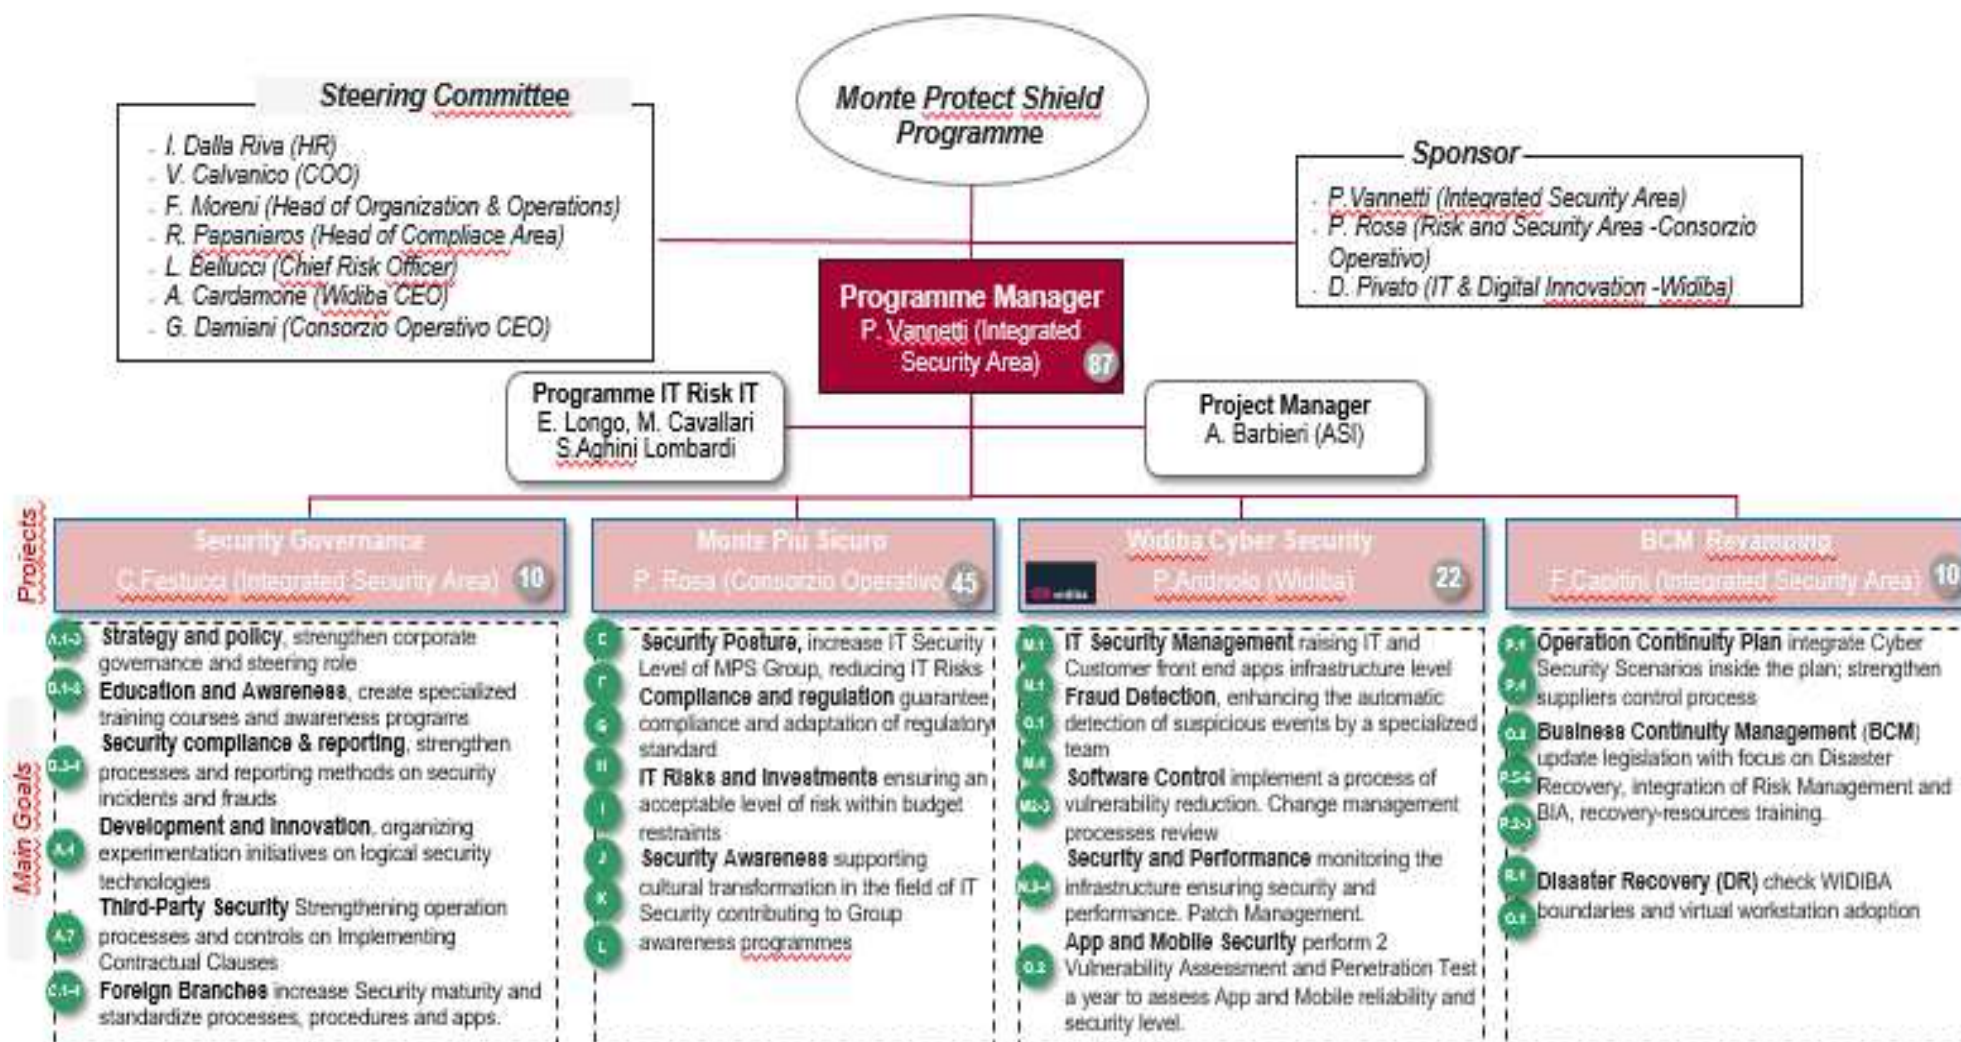 Steering Committee
- I. Dalla Riva (HR)
- V. Calvanico (COO)
- F. Moreni (Head of Organization & Operations)
- R. Papaniaros (Head of Compliace Area)
- L. Bellucci (Chief Risk Officer)
- A. Cardamone (Widiba CEO)
- G. Damiani (Consorzio Operativo CEO)
Monte Protect Shield
Programme
Sponsor
- P.Vannetti (Integrated Security Area)
- P. Rosa (Risk and Security Area -Consorzio
Operativo)
- D. Pivato (IT & Digital Innovation -Widiba)
Programme Manager
P. Vannetti (Integrated
Security Area)
87
Programme IT Risk IT
E. Longo, M. Cavallari
S.Aghini Lombardi
Project Manager
A. Barbieri (ASI)
Projects
Security Governance
C.Festucci (Integrated Security Area)
10
Monte Più Sicuro
P. Rosa (Consorzio Operativo
45
Widiba Cyber Security
P.Andriolo (Widiba)
22
widiba
BCM Revamping
F.Capitini (Integrated Security Area)
10
Main Goals
Strategy and policy, strengthen corporate
governance and steering role
Education and Awareness, create specialized
training courses and awareness programs
Security compliance & reporting, strengthen
processes and reporting methods on security
incidents and frauds
Development and Innovation, organizing
experimentation initiatives on logical security
technologies
A.7
Third-Party Security Strengthening operation
processes and controls on Implementing
Contractual Clauses
Foreign Branches increase Security maturity and
standardize processes, procedures and apps.
Security Posture, increase IT Security
Level of MPS Group, reducing IT Risks
Compliance and regulation guarantee
compliance and adaptation of regulatory
standard
IT Risks and Investments ensuring an
acceptable level of risk within budget
restraints
Security Awareness supporting
cultural transformation in the field of IT
Security contributing to Group
awareness programmes
G
H
I
J
K
L
M.1
IT Security Management raising IT and
Customer front end apps infrastructure level
N.1
Fraud Detection, enhancing the automatic
detection of suspicious events by a specialized
team
O.1
Software Control implement a process of
vulnerability reduction. Change management
processes review
Security and Performance monitoring the
infrastructure ensuring security and
performance. Patch Management.
App and Mobile Security perform 2
Vulnerability Assessment and Penetration Test
a year to assess App and Mobile reliability and
security level.
O.2
P.1
Operation Continuity Plan integrate Cyber
Security Scenarios inside the plan; strengthen
suppliers control process
Business Continuity Management (BCM)
update legislation with focus on Disaster
Recovery, integration of Risk Management and
BIA, recovery-resources training.
R.1
Disaster Recovery (DR) check WIDIBA
boundaries and virtual workstation adoption